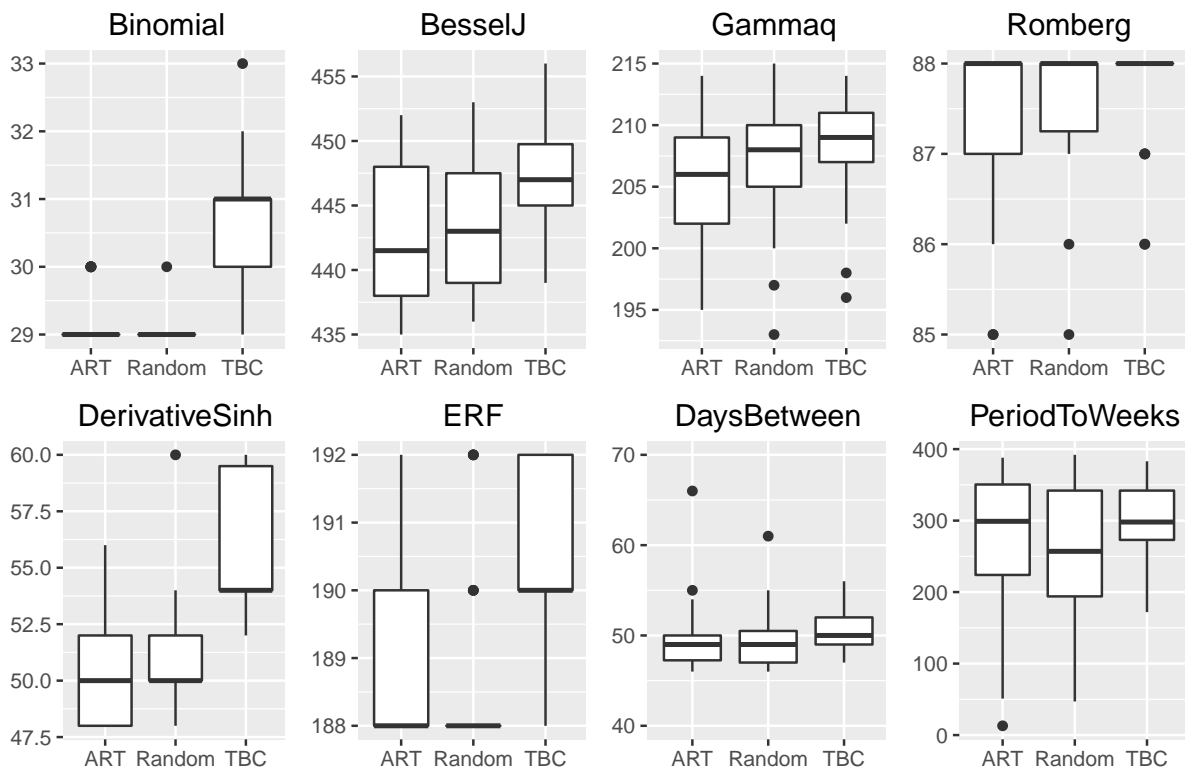 Binomial
33
32
31
30
29
ART Random TBC
BesselJ
455
450
445
440
435
ART Random TBC
Gammaq
215
210
205
200
195
ART Random TBC
Romberg
88
87
86
85
ART Random TBC
DerivativeSinh
60.0
57.5
55.0
52.5
50.0
47.5
ART Random TBC
ERF
192
191
190
189
188
ART Random TBC
DaysBetween
70
60
50
40
ART Random TBC
PeriodToWeeks
400
300
200
100
0
ART Random TBC